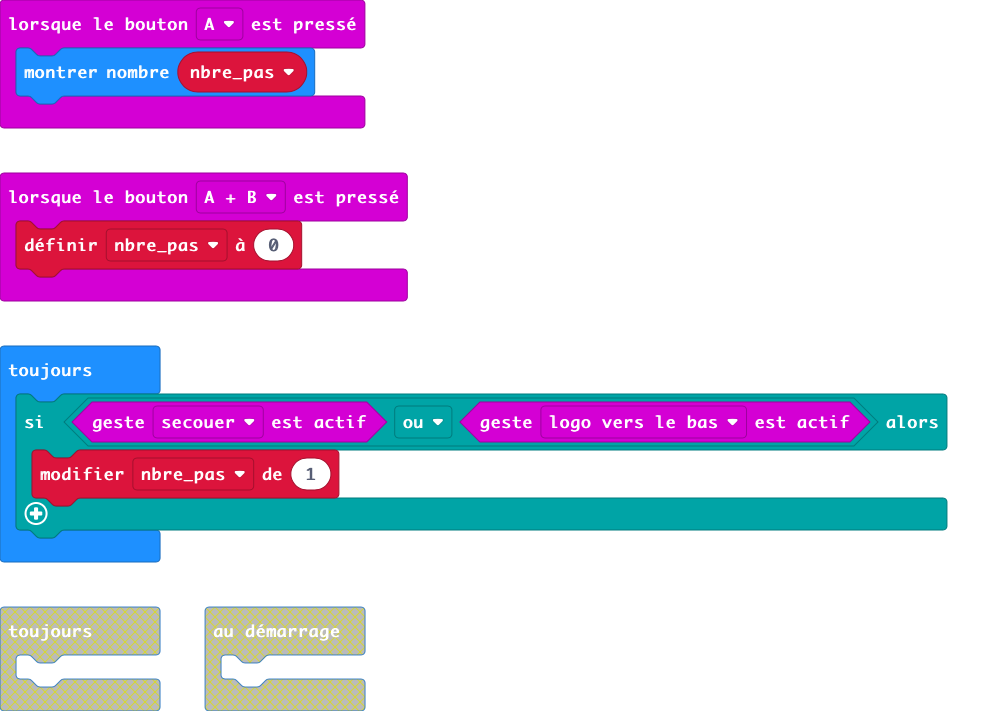 lorsque le bouton A est pressé
montrer nombre nbre_pas
lorsque le bouton A + B est pressé
définir nbre_pas à 0
toujours
si geste secouer est actif ou geste logo vers le bas est actif alors
modifier nbre_pas de 1
toujours
au démarrage